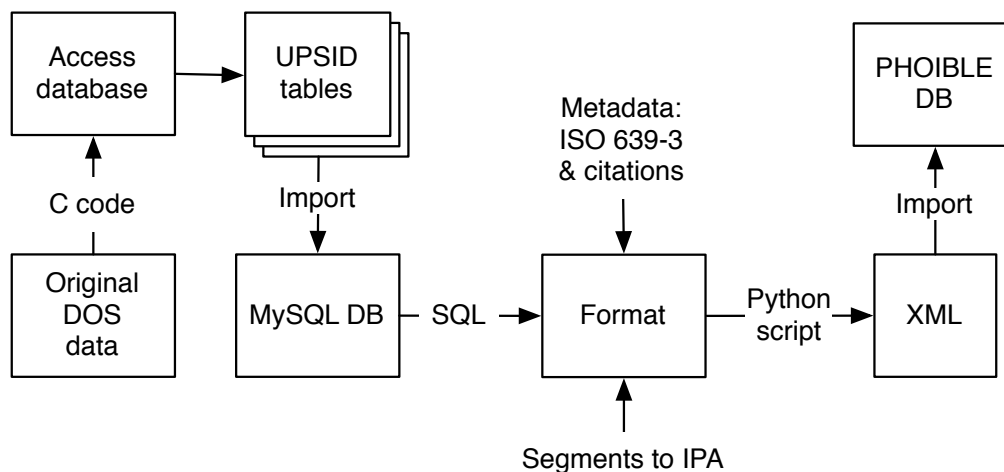 Access
database
UPSID
tables
PHOIBLE
DB
Metadata:
ISO 639-3
& citations
C code
Import
Import
Original
DOS
data
MySQL DB
SQL
Format
Python
script
XML
Segments to IPA